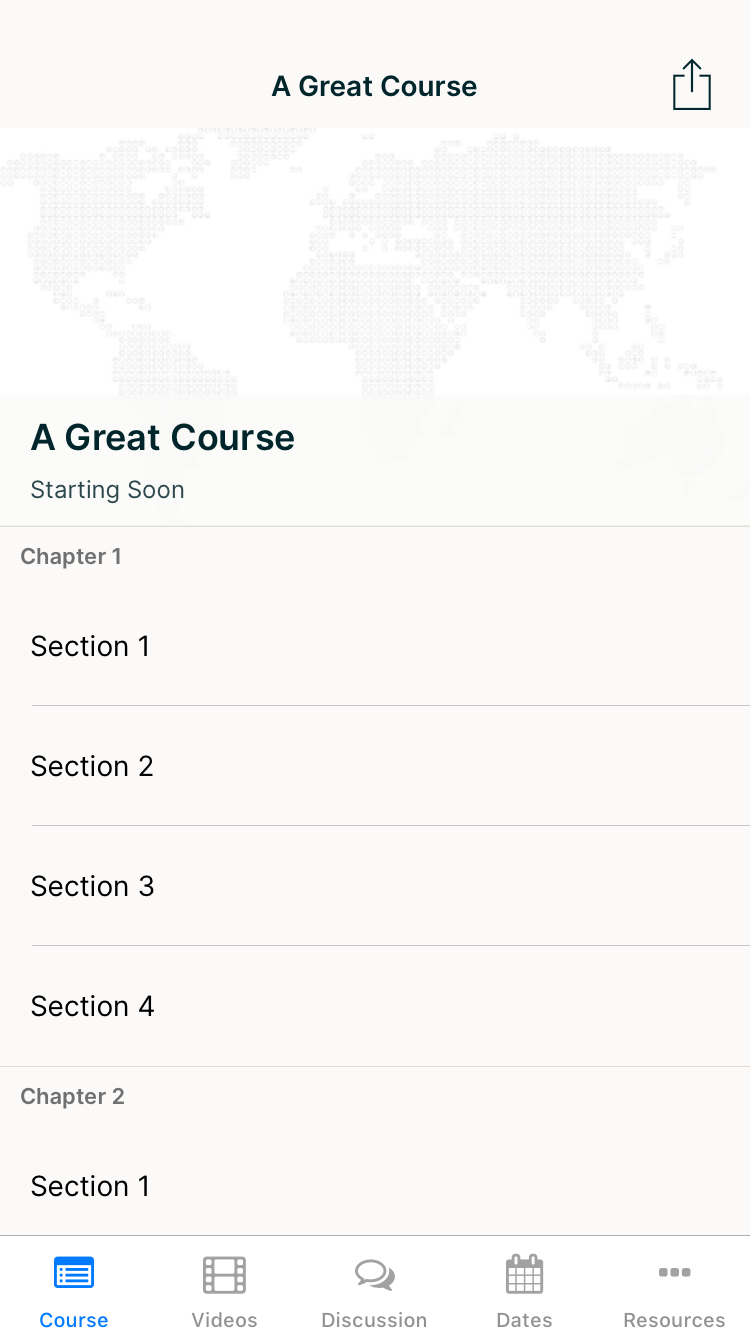 A Great Course
A Great Course
Starting Soon
Chapter 1
Section 1
Section 2
Section 3
Section 4
Chapter 2
Section 1
Course Videos Discussion Dates Resources